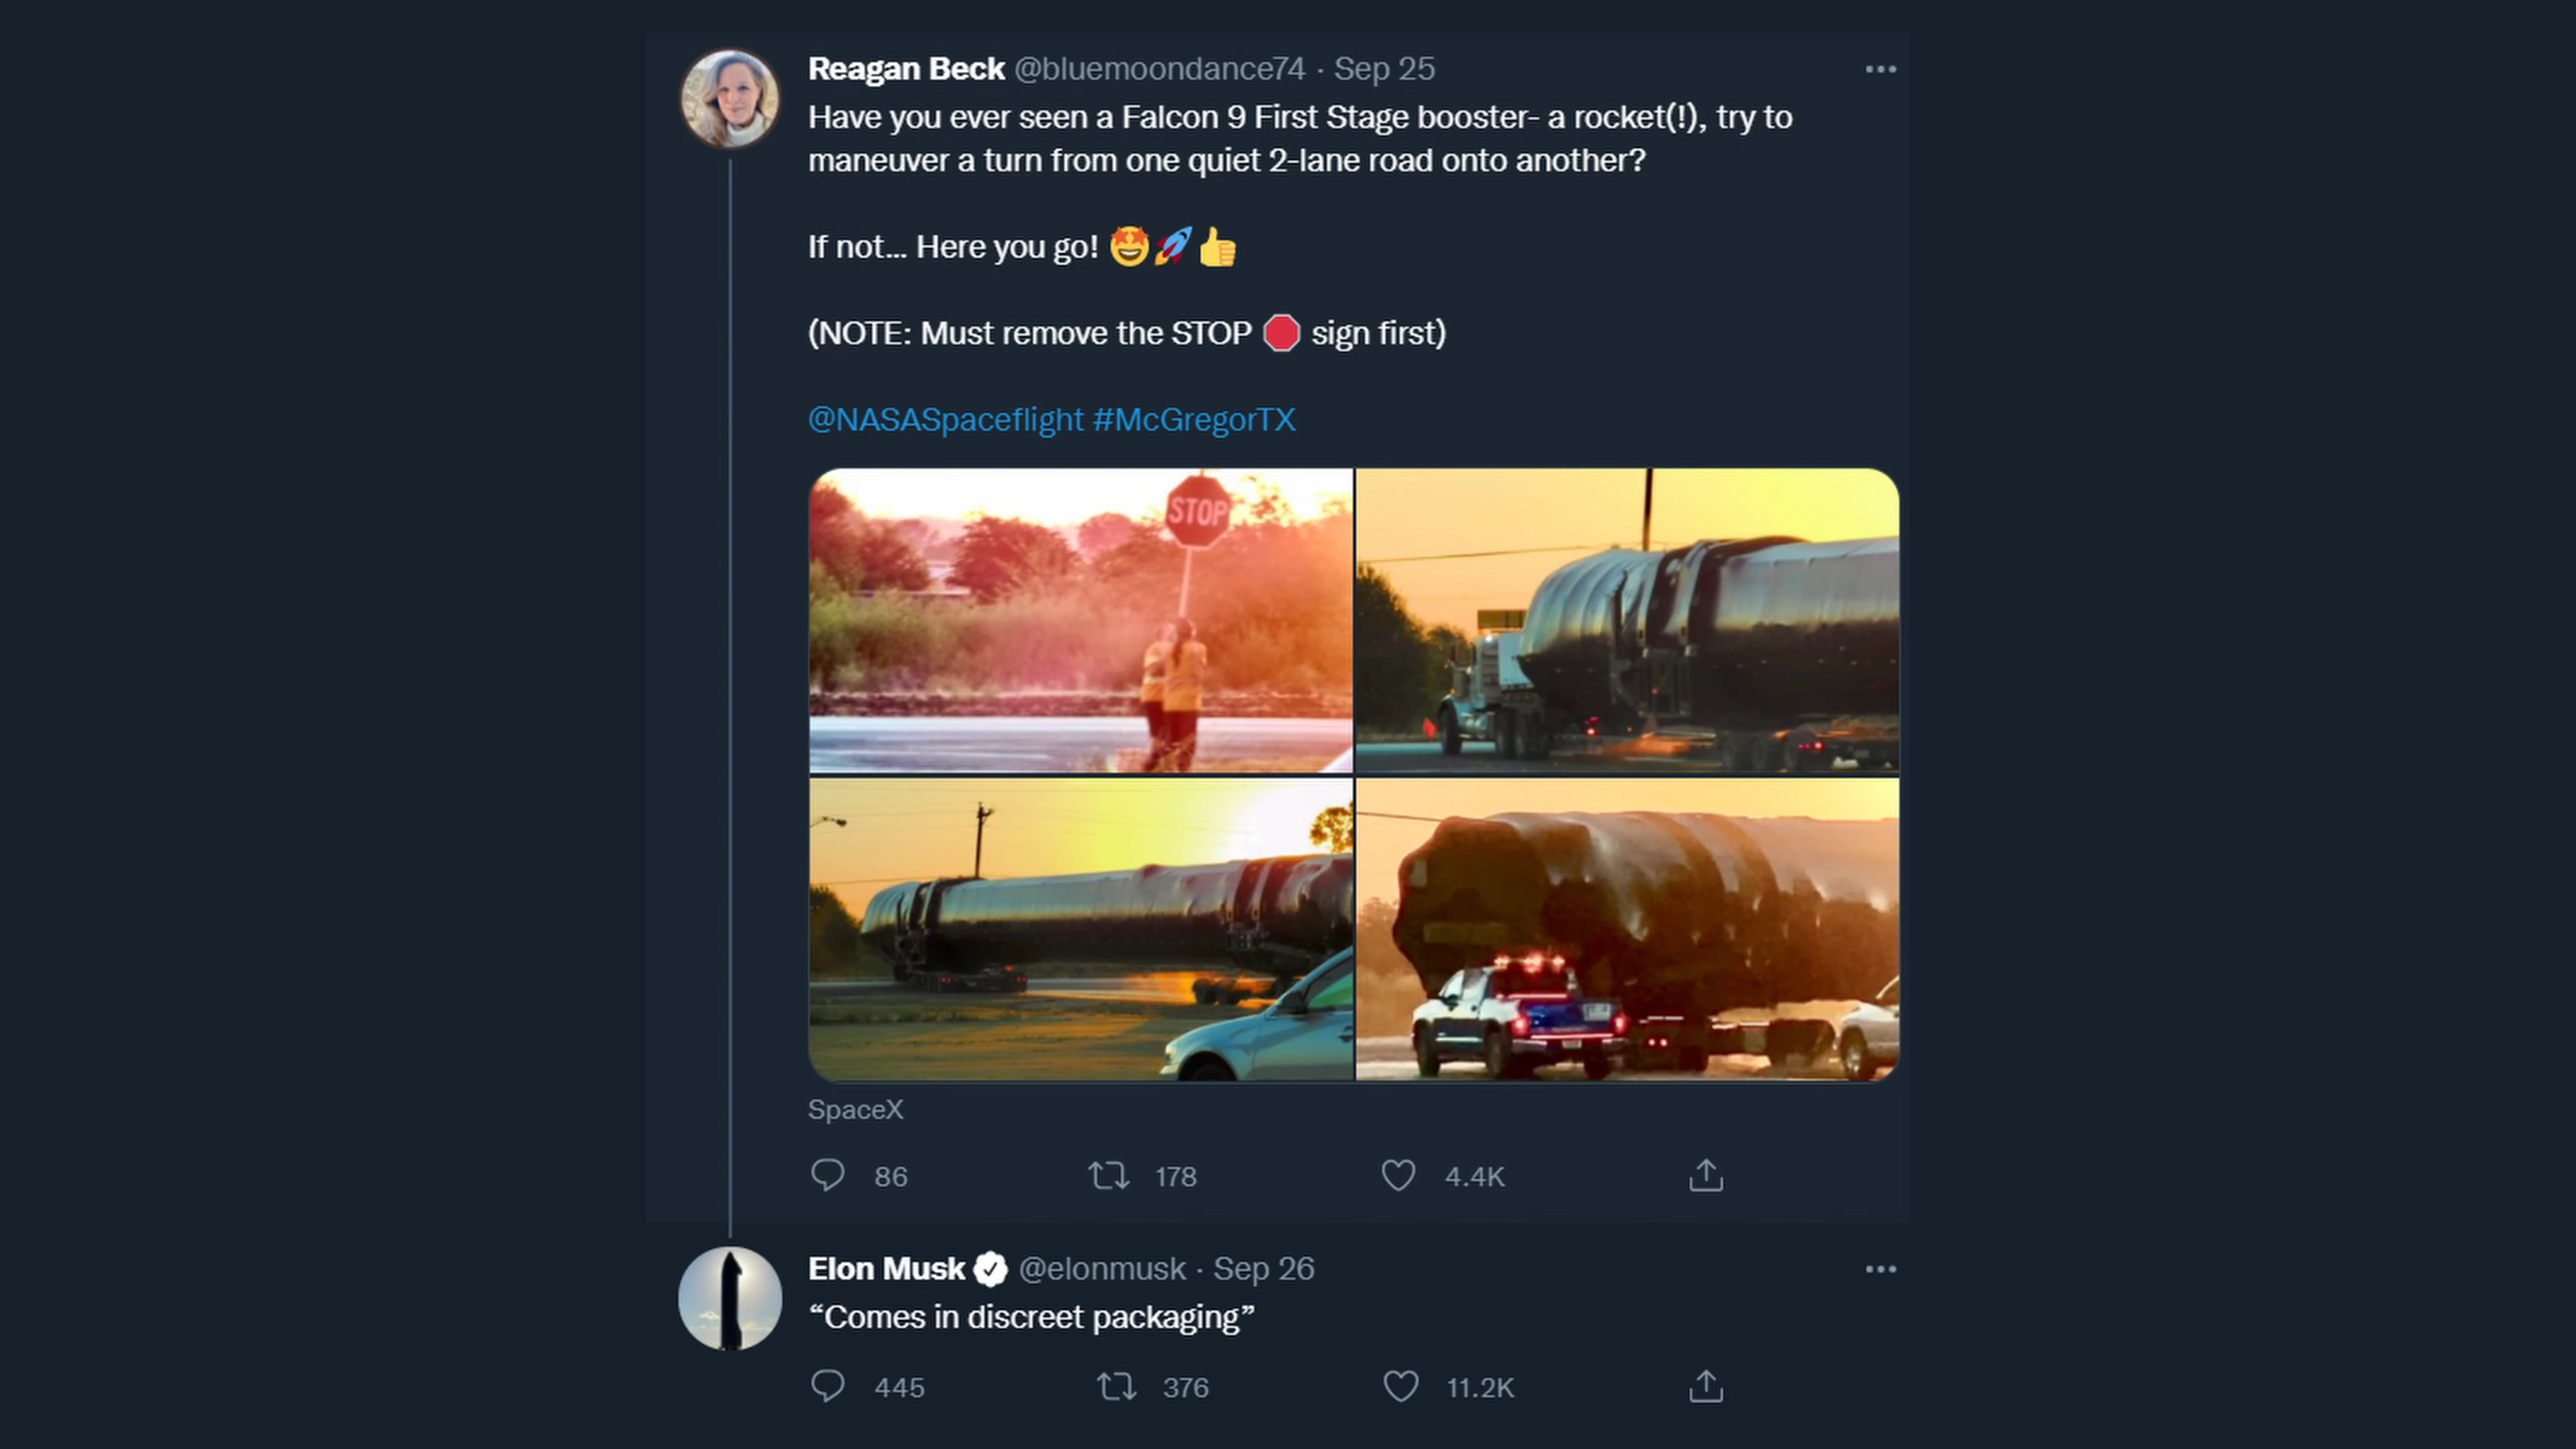 Reagan Beck @bluemoondance74 · Sep 25
Have you ever seen a Falcon 9 First Stage booster- a rocket(!), try to
maneuver a turn from one quiet 2-lane road onto another?
If not... Here you go! 🤩🚀👍
(NOTE: Must remove the STOP 🛑 sign first)
@NASASpaceflight #McGregorTX
STOP
SpaceX
86 178 4.4K
Elon Musk @elonmusk · Sep 26
“Comes in discreet packaging”
445 376 11.2K